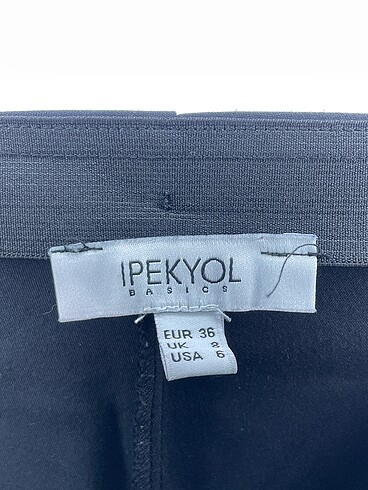 IPEKYOL
BASICS
EUR 36
UK 8
USA 6